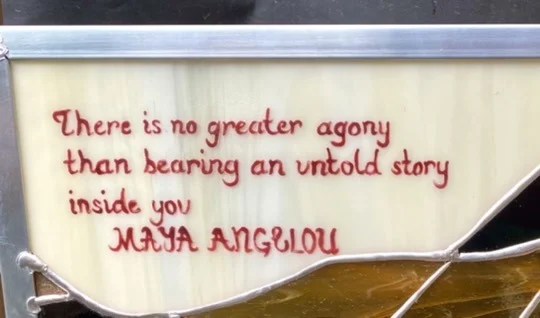 There is no greater agony
than bearing an untold story
inside you
MAYA ANGELOU